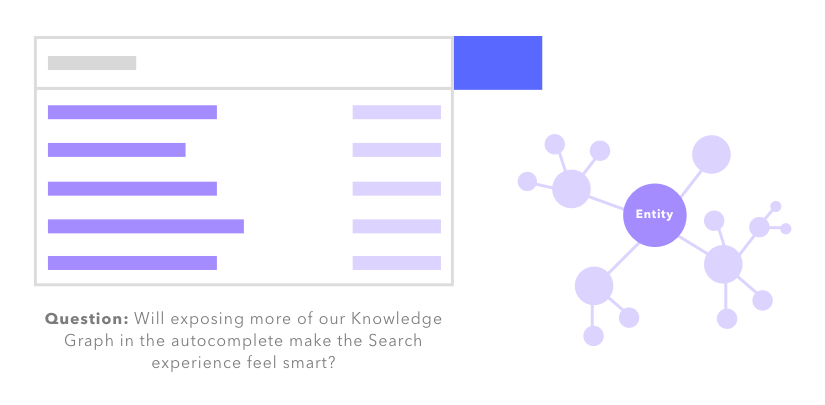 Entity
Question: Will exposing more of our Knowledge
Graph in the autocomplete make the Search
experience feel smart?